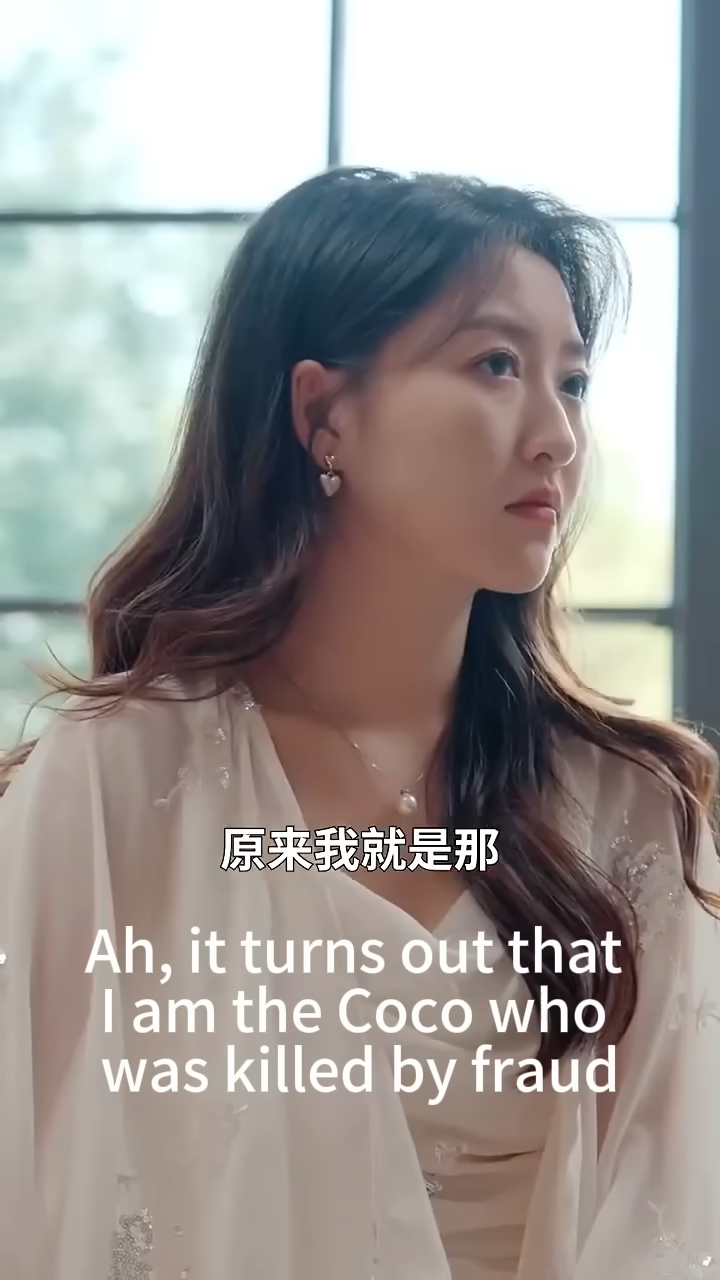 原来我就是那
Ah, it turns out that
I am the Coco who
was killed by fraud